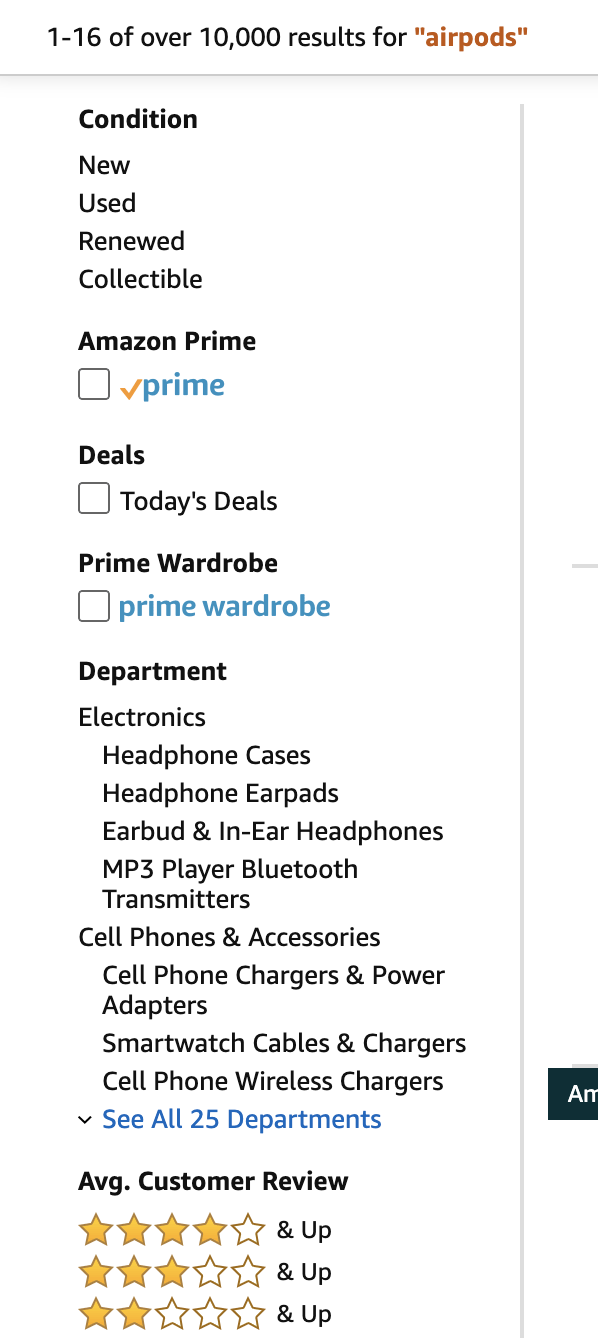 1-16 of over 10,000 results for "airpods"
Condition
New
Used
Renewed
Collectible
Amazon Prime
prime
Deals
Today's Deals
Prime Wardrobe
prime wardrobe
Department
Electronics
Headphone Cases
Headphone Earpads
Earbud & In-Ear Headphones
MP3 Player Bluetooth
Transmitters
Cell Phones & Accessories
Cell Phone Chargers & Power
Adapters
Smartwatch Cables & Chargers
Cell Phone Wireless Chargers
Am
See All 25 Departments
Avg. Customer Review
& Up
& Up
& Up